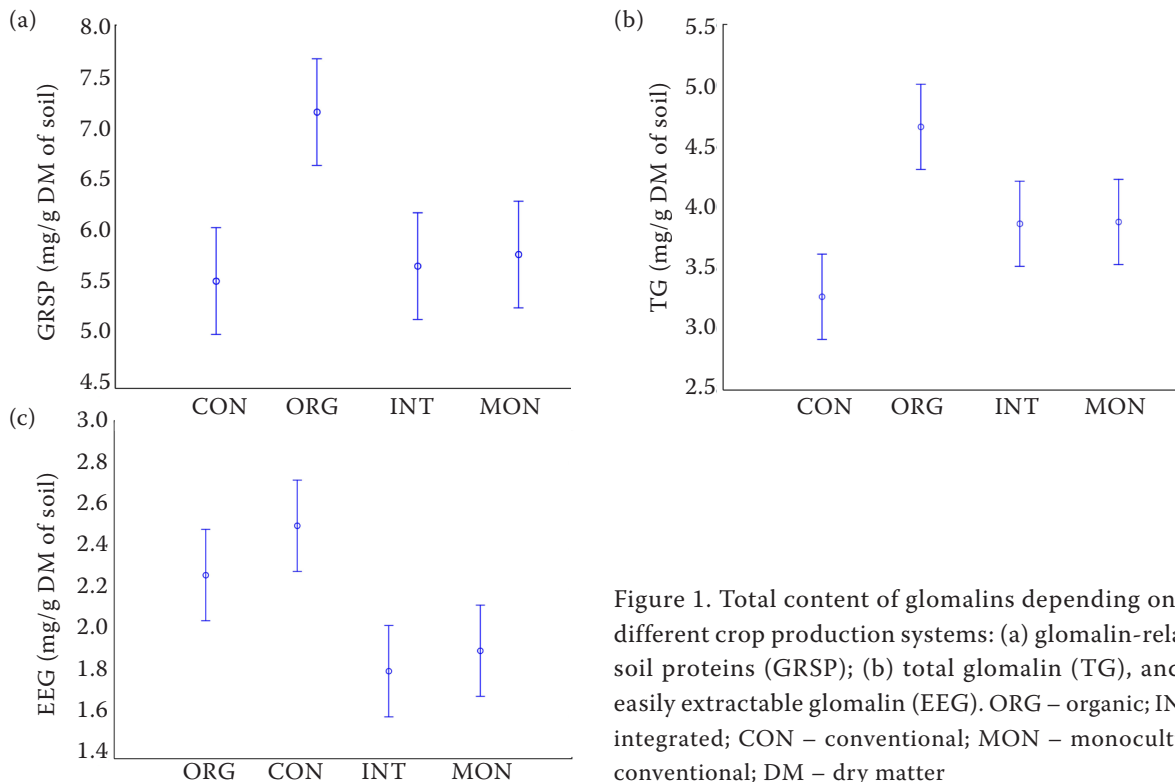 (a)
8.0
7.5
7.0
6.5
6.0
5.5
5.0
4.5
GRSP (mg/g DM of soil)
CON ORG INT MON
(b)
5.5
5.0
4.5
4.0
3.5
3.0
2.5
TG (mg/g DM of soil)
CON ORG INT MON
(c)
3.0
2.8
2.6
2.4
2.2
2.0
1.8
1.6
1.4
EEG (mg/g DM of soil)
ORG CON INT MON
Figure 1. Total content of glomalins depending on
different crop production systems: (a) glomalin-rela
soil proteins (GRSP); (b) total glomalin (TG), and
easily extractable glomalin (EEG). ORG – organic; IN
integrated; CON – conventional; MON – monocult
conventional; DM – dry matter